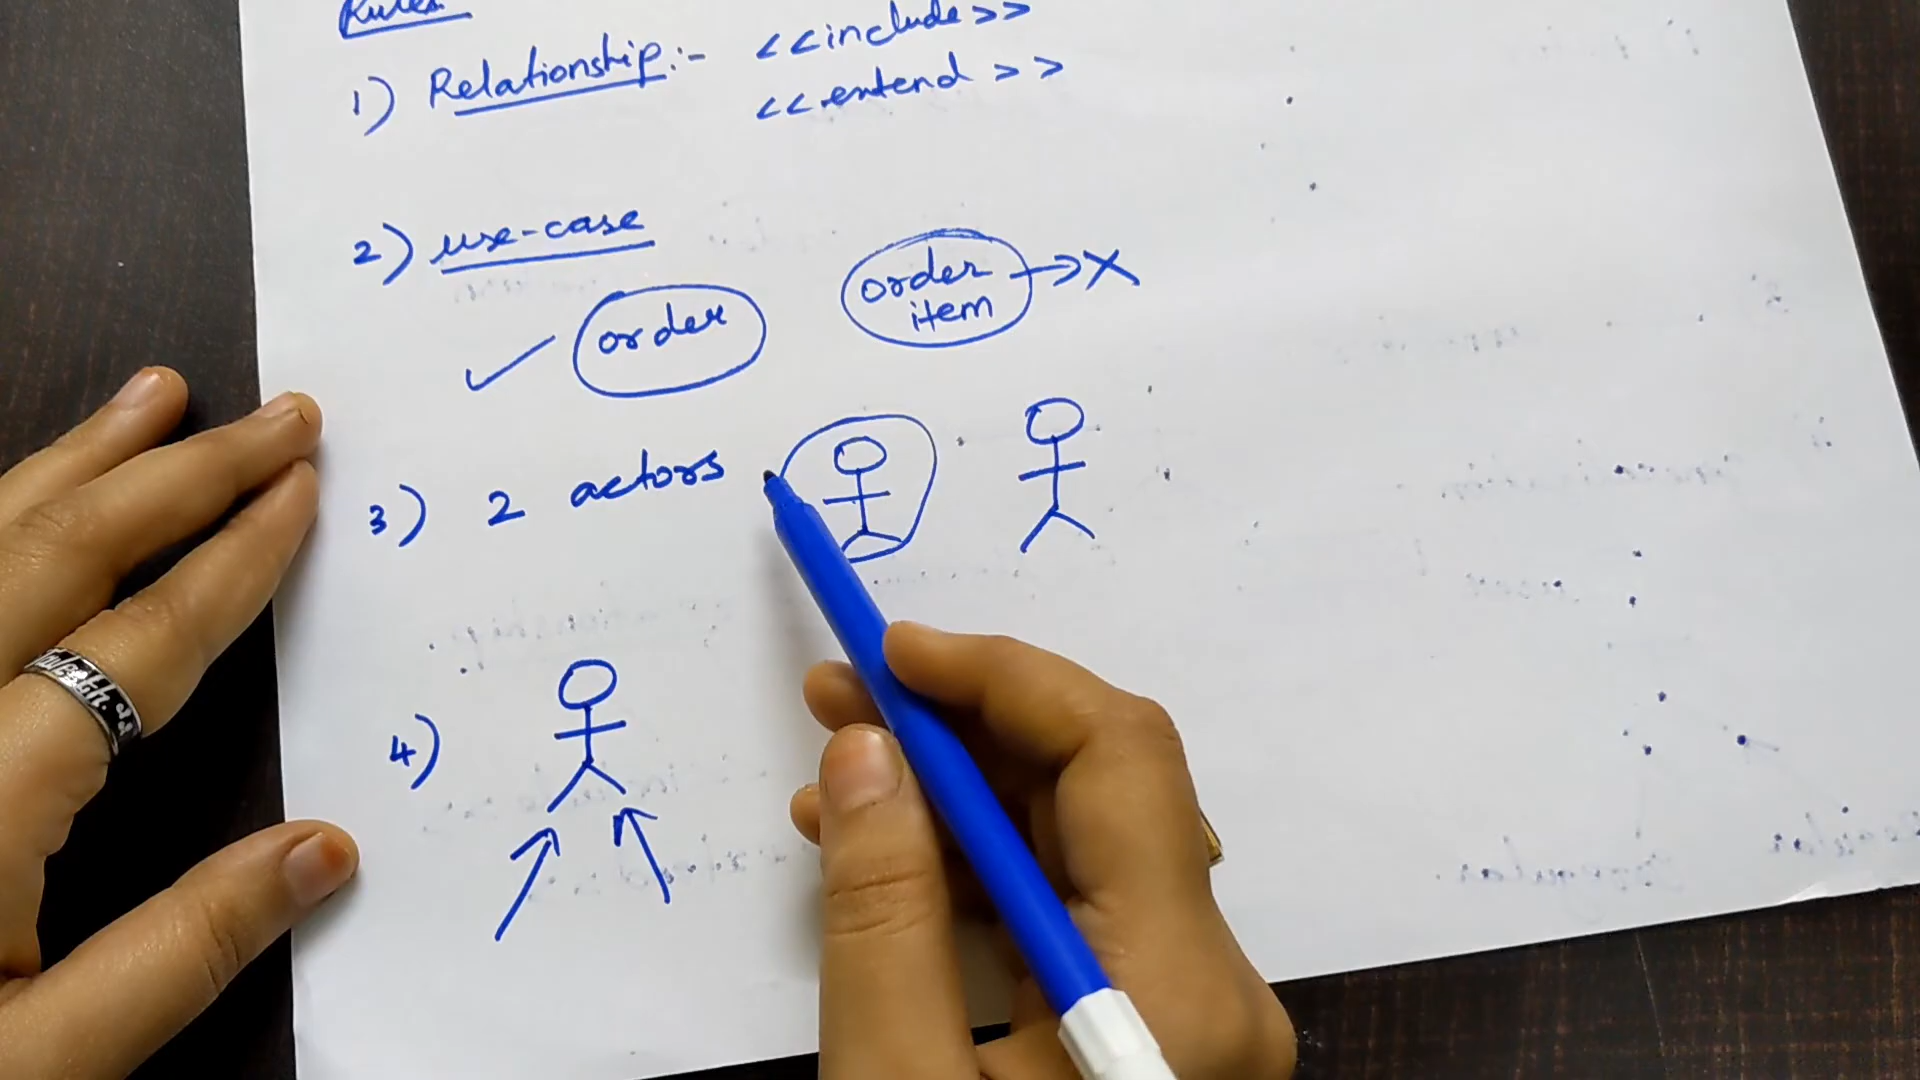 Rules
1) Relationship:- <<include>>
<<extend>>
2) use-case
order
order
item
3) 2 actors
4)